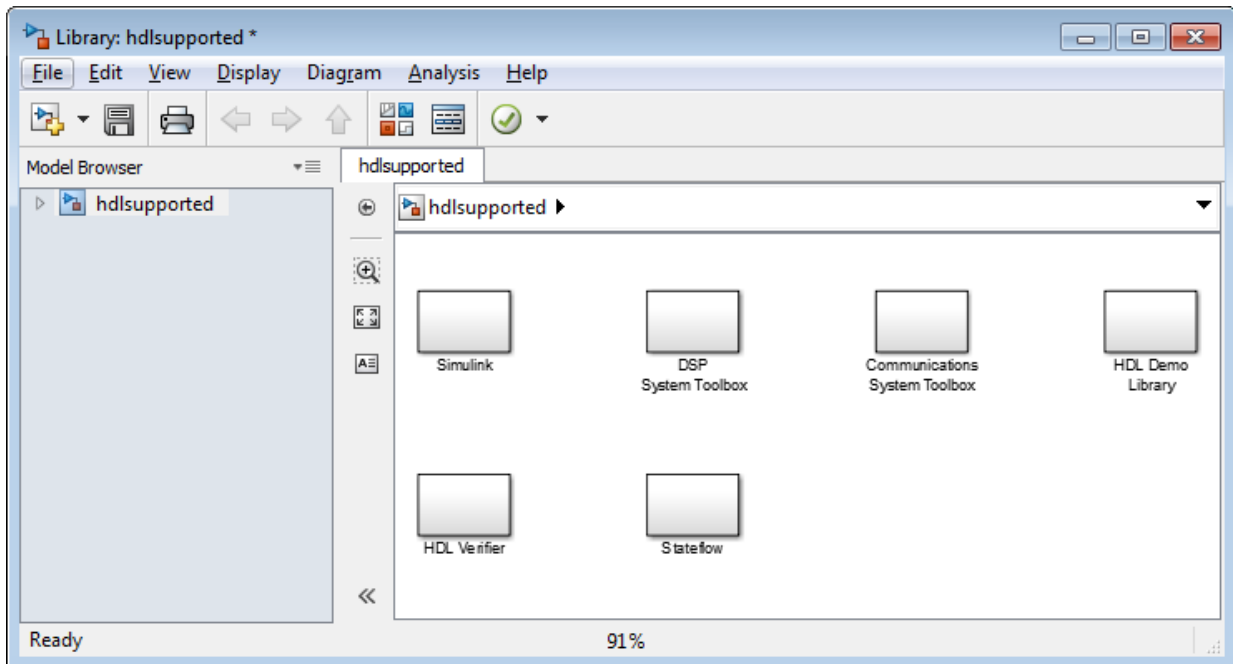 Library: hdlsupported *
File Edit View Display Diagram Analysis Help
Model Browser
hdlsupported
hdlsupported
hdlsupported
A
Simulink
DSP
System Toolbox
Communications
System Toolbox
HDL Demo
Library
HDL Verifier
Stateflow
Ready
91%